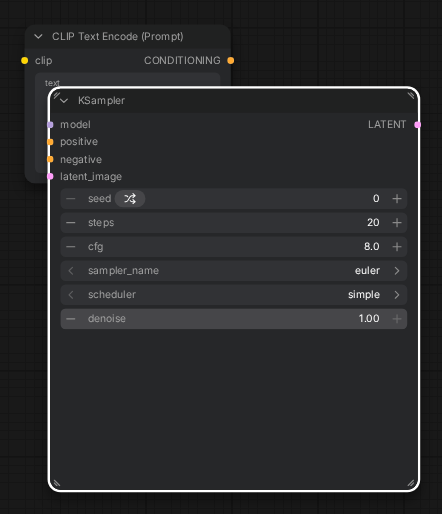 CLIP Text Encode (Prompt)
clip CONDITIONING
text
KSampler
model LATENT
positive
negative
latent_image
seed 0
steps 20
cfg 8.0
sampler_name euler
scheduler simple
denoise 1.00